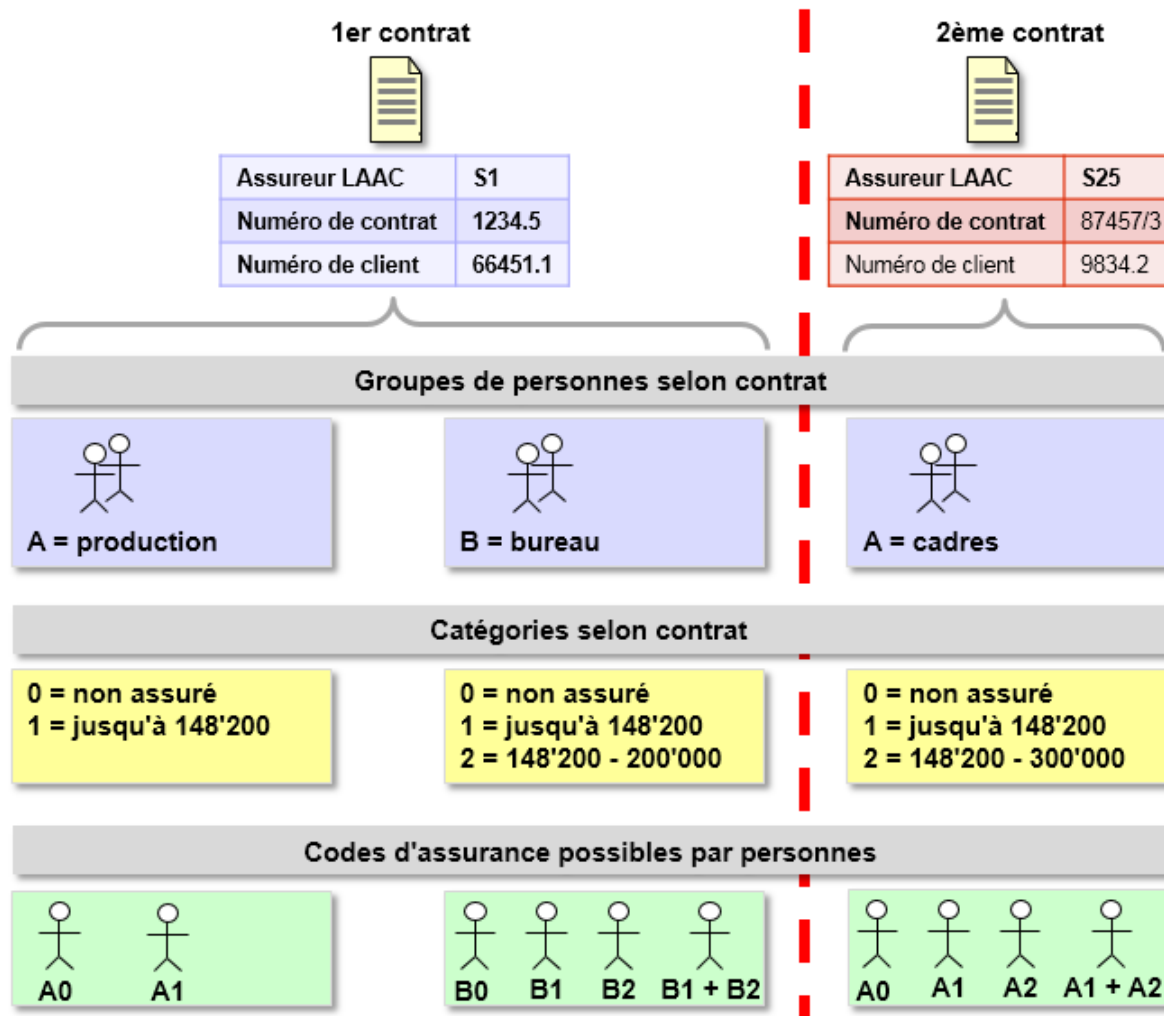 1er contrat
2ème contrat
Assureur LAAC S1
Numéro de contrat 1234.5
Numéro de client 66451.1
Assureur LAAC S25
Numéro de contrat 87457/3
Numéro de client 9834.2
Groupes de personnes selon contrat
A = production
B = bureau
A = cadres
Catégories selon contrat
0 = non assuré
1 = jusqu'à 148'200
0 = non assuré
1 = jusqu'à 148'200
2 = 148'200 - 200'000
0 = non assuré
1 = jusqu'à 148'200
2 = 148'200 - 300'000
Codes d'assurance possibles par personnes
A0 A1
B0 B1 B2 B1 + B2
A0 A1 A2 A1 + A2